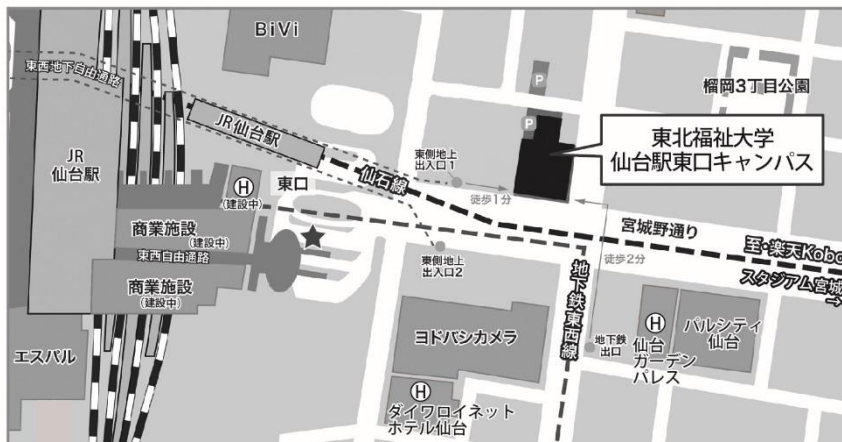 BiVi
東西地下自由通路
P
榴岡3丁目公園
P
JR仙台駅
東北福祉大学
仙台駅東口キャンパス
JR
仙台駅
東側地上
出入口1
H
(建設中)
東口
仙石線
徒歩1分
商業施設
(建設中)
宮城野通り
至・楽天Kobo
スタジアム宮城
→
東西自由通路
東側地上
出入口2
徒歩2分
商業施設
(建設中)
地下鉄東西線
エスパル
ヨドバシカメラ
地下鉄
出口
H
仙台
ガーデン
パレス
パルシティ
仙台
H
ダイワロイネット
ホテル仙台